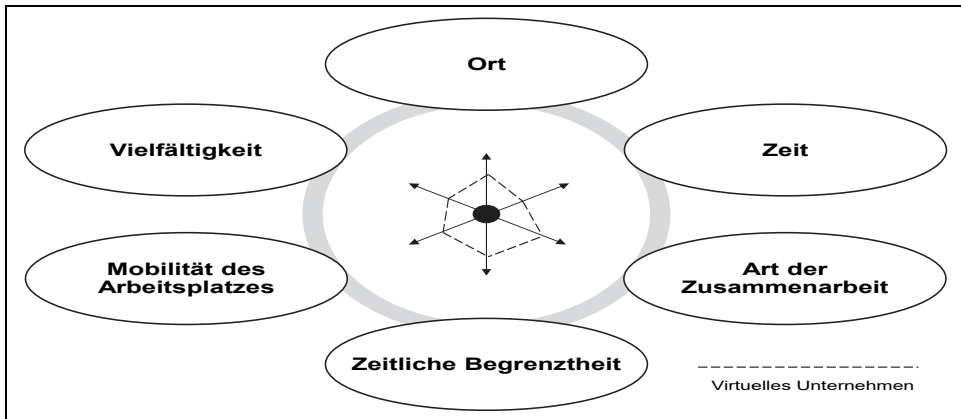 Ort
Vielfältigkeit
Zeit
Mobilität des
Arbeitsplatzes
Art der
Zusammenarbeit
Zeitliche Begrenztheit
Virtuelles Unternehmen